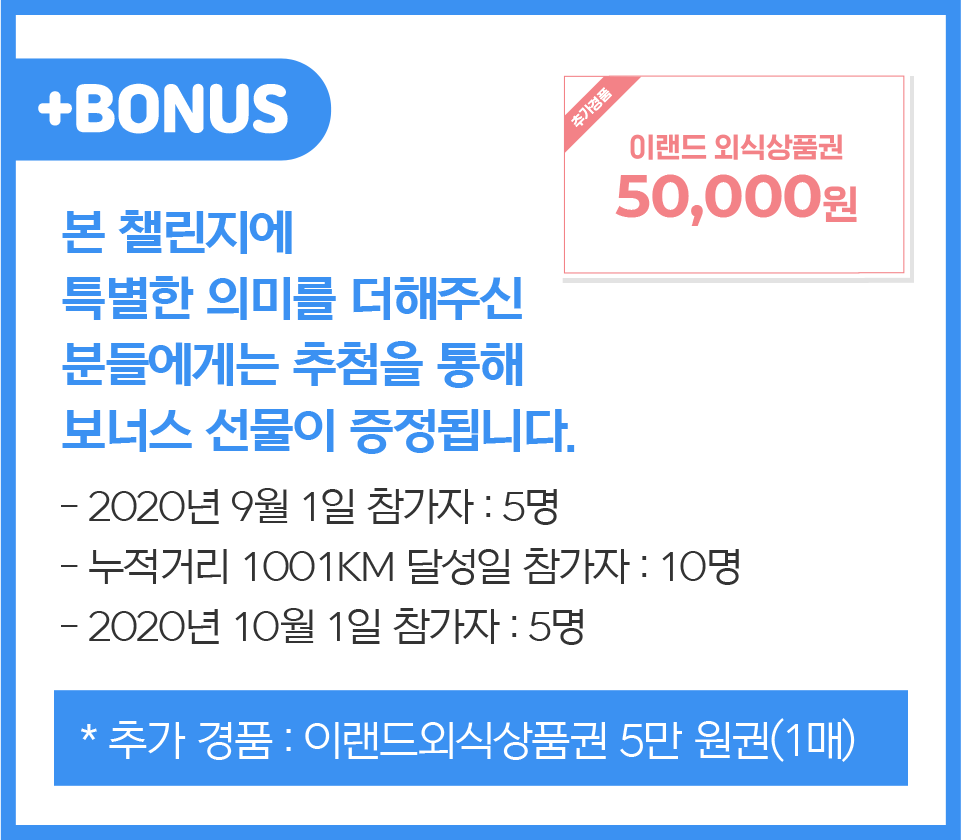 +BONUS
추가경품
이랜드 외식상품권
50,000원
본 챌린지에
특별한 의미를 더해주신
분들에게는 추첨을 통해
보너스 선물이 증정됩니다.
- 2020년 9월 1일 참가자 : 5명
- 누적거리 1001KM 달성일 참가자 : 10명
- 2020년 10월 1일 참가자 : 5명
* 추가 경품 : 이랜드외식상품권 5만 원권(1매)